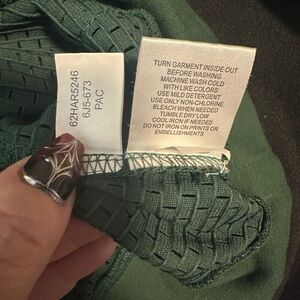 62HAR5246
6J5-673
PAC
TURN GARMENT INSIDE OUT
BEFORE WASHING
MACHINE WASH COLD
WITH LIKE COLORS
USE MILD DETERGENT
USE ONLY NON-CHLORINE
BLEACH WHEN NEEDED
TUMBLE DRY LOW
COOL IRON IF NEEDED
DO NOT IRON ON PRINTS OR
EMBELLISHMENTS